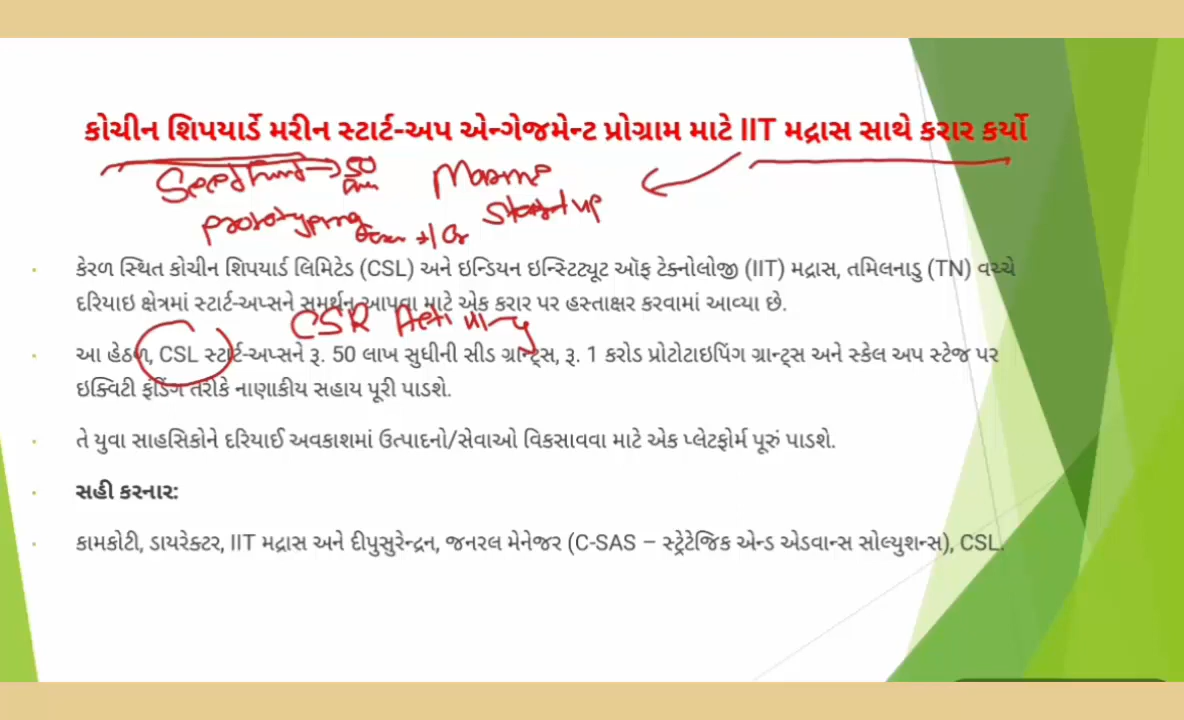 કોચીન શિપયાર્ડે મરીન સ્ટાર્ટ-અપ એન્ગેજમેન્ટ પ્રોગ્રામ માટે IIT મદ્રાસ સાથે કરાર કર્યો
Seed Fund → 50
Marine
Startup
prototyping
1 Cr
કેરળ સ્થિત કોચીન શિપયાર્ડ લિમિટેડ (CSL) અને ઇન્ડિયન ઇન્સ્ટિટ્યૂટ ઑફ ટેક્નોલોજી (IIT) મદ્રાસ, તમિલનાડુ (TN) વચ્ચે
દરિયાઇ ક્ષેત્રમાં સ્ટાર્ટ-અપ્સને સમર્થન આપવા માટે એક કરાર પર હસ્તાક્ષર કરવામાં આવ્યા છે.
CSR
આ હેઠળ, CSL સ્ટાર્ટ-અપ્સને રૂ. 50 લાખ સુધીની સીડ ગ્રાન્ટ્સ, રૂ. 1 કરોડ પ્રોટોટાઇપિંગ ગ્રાન્ટ્સ અને સ્કેલ અપ સ્ટેજ પર
ઇક્વિટી ફંડિંગ તરીકે નાણાકીય સહાય પૂરી પાડશે.
તે યુવા સાહસિકોને દરિયાઈ અવકાશમાં ઉત્પાદનો/સેવાઓ વિકસાવવા માટે એક પ્લેટફોર્મ પૂરું પાડશે.
સહી કરનાર:
કામકોટી, ડાયરેક્ટર, IIT મદ્રાસ અને દીપુસુરેન્દ્રન, જનરલ મેનેજર (C-SAS – સ્ટ્રેટેજિક એન્ડ એડવાન્સ સોલ્યુશન્સ), CSL.